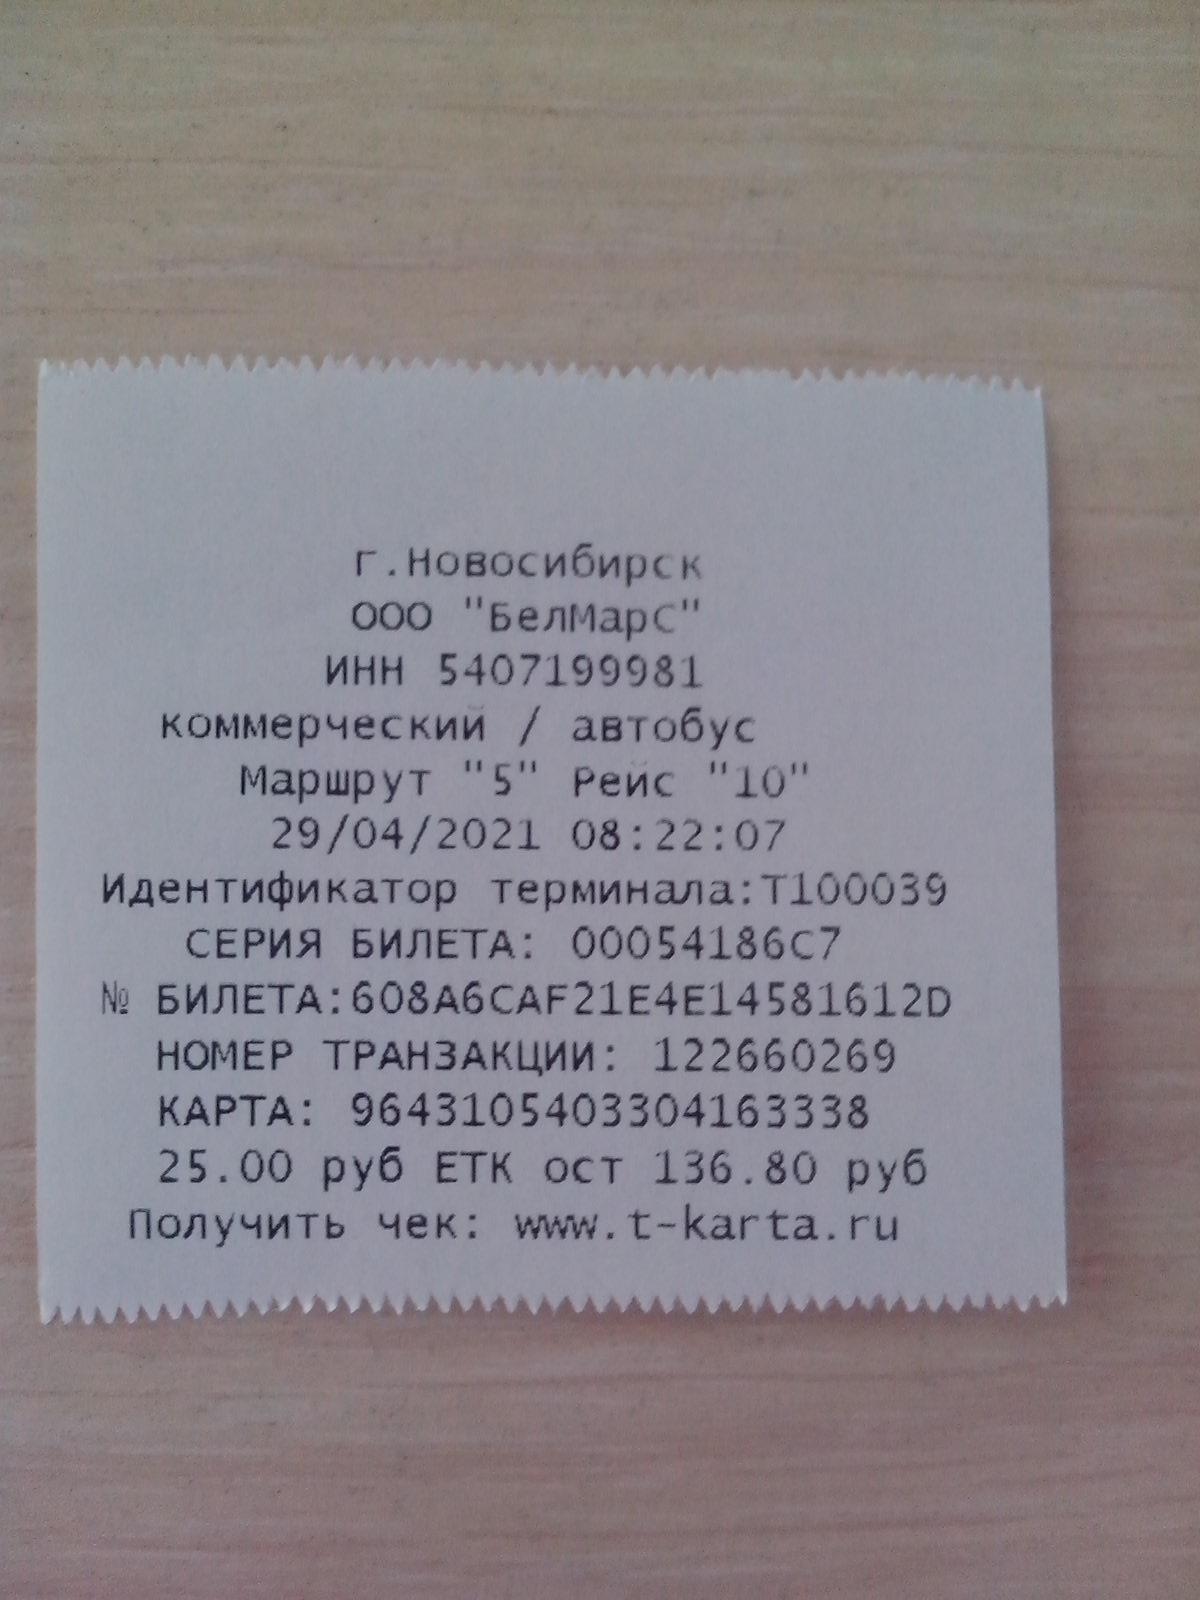 г.Новосибирск
ООО "БелМарС"
ИНН 5407199981
коммерческий / автобус
Маршрут "5" Рейс "10"
29/04/2021 08:22:07
Идентификатор терминала:Т100039
СЕРИЯ БИЛЕТА: 00054186C7
№ БИЛЕТА:608A6CAF21E4E14581612D
НОМЕР ТРАНЗАКЦИИ: 122660269
КАРТА: 9643105403304163338
25.00 руб ЕТК ост 136.80 руб
Получить чек: www.t-karta.ru